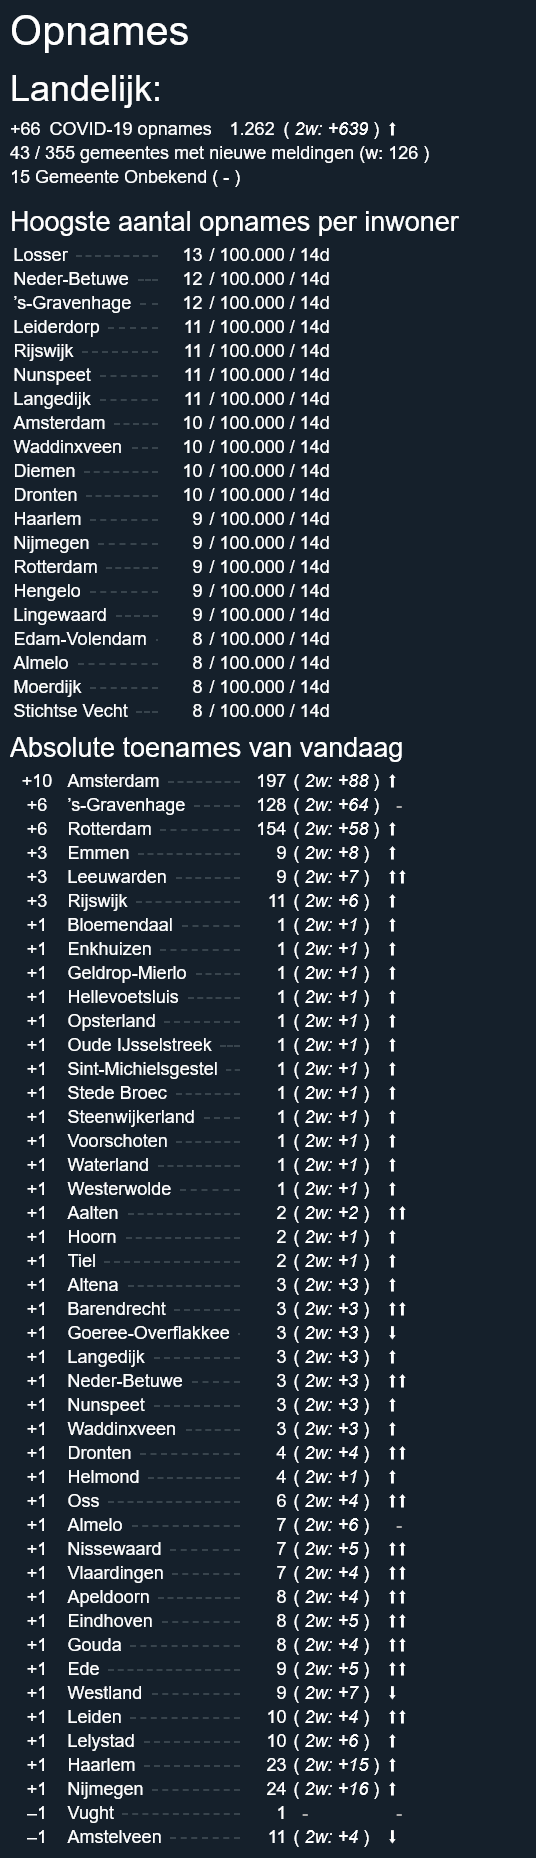 Opnames
Landelijk:
+66 COVID-19 opnames 1.262 ( 2w: +639 ) ⬆
43 / 355 gemeentes met nieuwe meldingen (w: 126 )
15 Gemeente Onbekend ( - )
Hoogste aantal opnames per inwoner
Losser --------- 13 / 100.000 / 14d
Neder-Betuwe --- 12 / 100.000 / 14d
's-Gravenhage -- 12 / 100.000 / 14d
Leiderdorp ----- 11 / 100.000 / 14d
Rijswijk -------- 11 / 100.000 / 14d
Nunspeet ------ 11 / 100.000 / 14d
Langedijk ------ 11 / 100.000 / 14d
Amsterdam ----- 10 / 100.000 / 14d
Waddinxveen --- 10 / 100.000 / 14d
Diemen -------- 10 / 100.000 / 14d
Dronten -------- 10 / 100.000 / 14d
Haarlem ------- 9 / 100.000 / 14d
Nijmegen ------ 9 / 100.000 / 14d
Rotterdam ----- 9 / 100.000 / 14d
Hengelo ------- 9 / 100.000 / 14d
Lingewaard ---- 9 / 100.000 / 14d
Edam-Volendam - 8 / 100.000 / 14d
Almelo -------- 8 / 100.000 / 14d
Moerdijk ------- 8 / 100.000 / 14d
Stichtse Vecht --- 8 / 100.000 / 14d
Absolute toenames van vandaag
+10 Amsterdam -------- 197 ( 2w: +88 ) ⬆
+6 's-Gravenhage ----- 128 ( 2w: +64 ) -
+6 Rotterdam --------- 154 ( 2w: +58 ) ⬆
+3 Emmen ----------- 9 ( 2w: +8 ) ⬆
+3 Leeuwarden ------- 9 ( 2w: +7 ) ⬆⬆
+3 Rijswijk ----------- 11 ( 2w: +6 ) ⬆
+1 Bloemendaal ------ 1 ( 2w: +1 ) ⬆
+1 Enkhuizen -------- 1 ( 2w: +1 ) ⬆
+1 Geldrop-Mierlo ----- 1 ( 2w: +1 ) ⬆
+1 Hellevoetsluis ------ 1 ( 2w: +1 ) ⬆
+1 Opsterland -------- 1 ( 2w: +1 ) ⬆
+1 Oude IJsselstreek --- 1 ( 2w: +1 ) ⬆
+1 Sint-Michielsgestel -- 1 ( 2w: +1 ) ⬆
+1 Stede Broec ------- 1 ( 2w: +1 ) ⬆
+1 Steenwijkerland ---- 1 ( 2w: +1 ) ⬆
+1 Voorschoten ------- 1 ( 2w: +1 ) ⬆
+1 Waterland --------- 1 ( 2w: +1 ) ⬆
+1 Westerwolde ------ 1 ( 2w: +1 ) ⬆
+1 Aalten ------------ 2 ( 2w: +2 ) ⬆⬆
+1 Hoorn ------------ 2 ( 2w: +1 ) ⬆
+1 Tiel -------------- 2 ( 2w: +1 ) ⬆
+1 Altena ------------ 3 ( 2w: +3 ) ⬆
+1 Barendrecht ------- 3 ( 2w: +3 ) ⬆⬆
+1 Goeree-Overflakkee - 3 ( 2w: +3 ) ⬇
+1 Langedijk --------- 3 ( 2w: +3 ) ⬆
+1 Neder-Betuwe ----- 3 ( 2w: +3 ) ⬆⬆
+1 Nunspeet --------- 3 ( 2w: +3 ) ⬆
+1 Waddinxveen ------ 3 ( 2w: +3 ) ⬆
+1 Dronten ---------- 4 ( 2w: +4 ) ⬆⬆
+1 Helmond --------- 4 ( 2w: +1 ) ⬆
+1 Oss ------------- 6 ( 2w: +4 ) ⬆⬆
+1 Almelo ----------- 7 ( 2w: +6 ) -
+1 Nissewaard ------- 7 ( 2w: +5 ) ⬆⬆
+1 Vlaardingen ------- 7 ( 2w: +4 ) ⬆⬆
+1 Apeldoorn -------- 8 ( 2w: +4 ) ⬆⬆
+1 Eindhoven -------- 8 ( 2w: +5 ) ⬆⬆
+1 Gouda ----------- 8 ( 2w: +4 ) ⬆⬆
+1 Ede ------------- 9 ( 2w: +5 ) ⬆⬆
+1 Westland --------- 9 ( 2w: +7 ) ⬇
+1 Leiden ----------- 10 ( 2w: +4 ) ⬆⬆
+1 Lelystad ---------- 10 ( 2w: +6 ) ⬆
+1 Haarlem ---------- 23 ( 2w: +15 ) ⬆
+1 Nijmegen --------- 24 ( 2w: +16 ) ⬆
–1 Vught ------------ 1 - -
–1 Amstelveen ------- 11 ( 2w: +4 ) ⬇